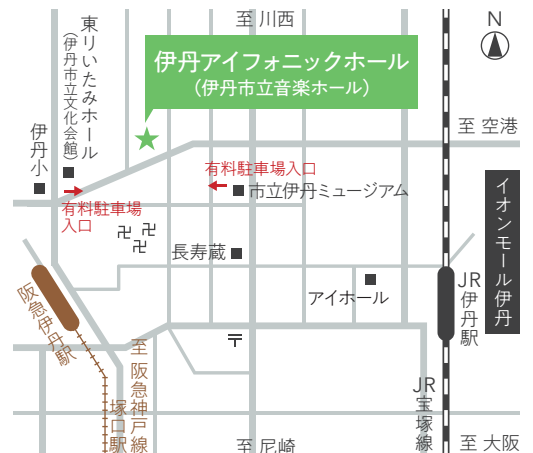 至 川西
N
東りいたみホール
(伊丹市立文化会館)
伊丹アイフォニックホール
(伊丹市立音楽ホール)
至 空港
伊丹小
有料駐車場入口
市立伊丹ミュージアム
有料駐車場
入口
卍
卍
卍
長寿蔵
イオンモール伊丹
アイホール
JR
伊丹駅
阪急伊丹駅
〒
至 阪急神戸線
塚口駅
JR
宝塚線
至 尼崎
至 大阪